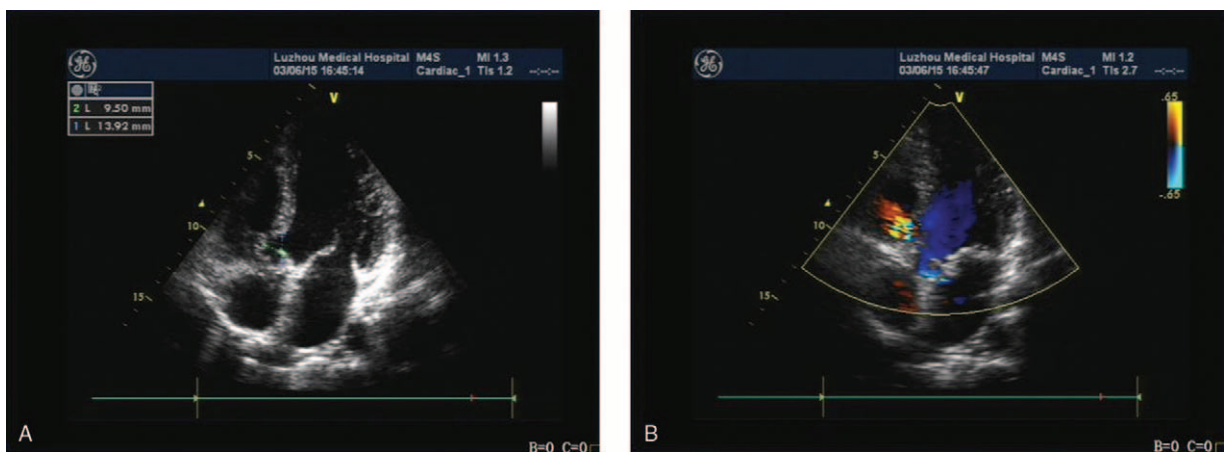 Luzhou Medical Hospital M4S MI 1.3
03/06/15 16:45:14 Cardiac_1 TIs 1.2 --:--:--
2 L 9.50 mm
1 L 13.92 mm
V
5
10
15
A
B=0 C=0
Luzhou Medical Hospital M4S MI 1.2
03/06/15 16:45:47 Cardiac_1 TIs 2.7 --:--:--
V
.65
-.65
5
10
15
B
B=0 C=0